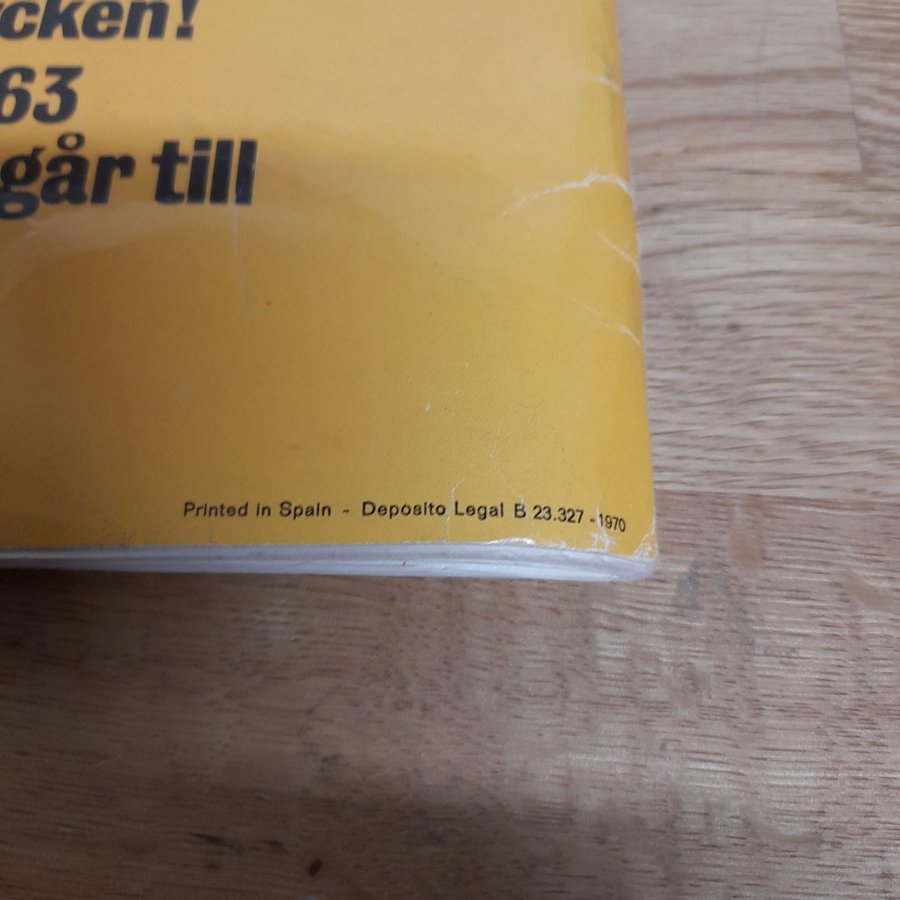 cken!
63
går till
Printed in Spain - Deposito Legal B 23.327 - 1970